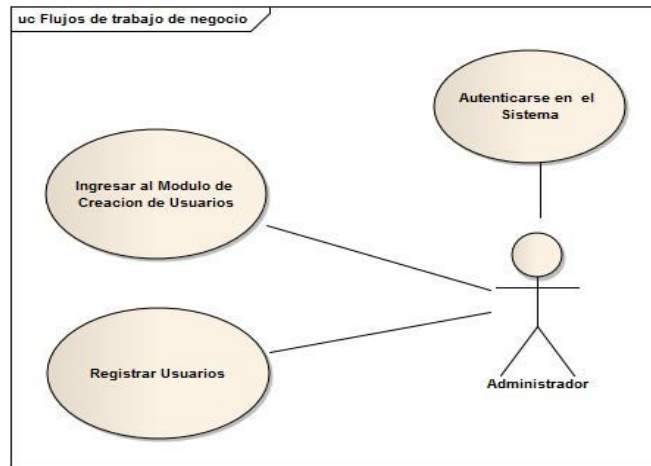 uc Flujos de trabajo de negocio
Autenticarse en el
Sistema
Ingresar al Modulo de
Creacion de Usuarios
Registrar Usuarios
Administrador